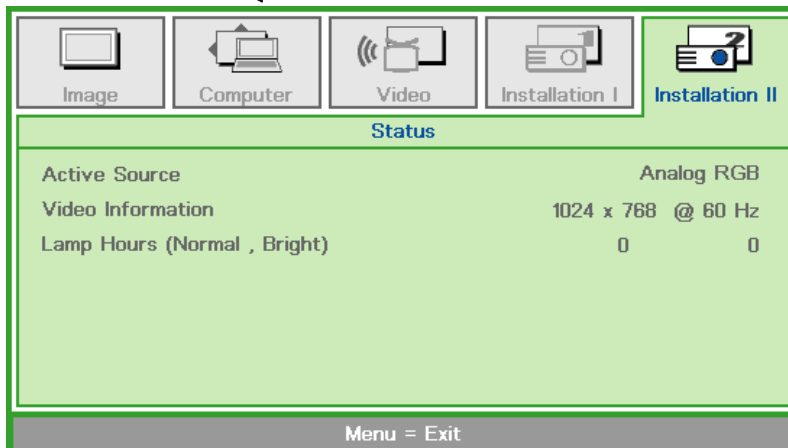 Image Computer Video Installation I Installation II
Status
Active Source Analog RGB
Video Information 1024 x 768 @ 60 Hz
Lamp Hours (Normal , Bright) 0 0
Menu = Exit